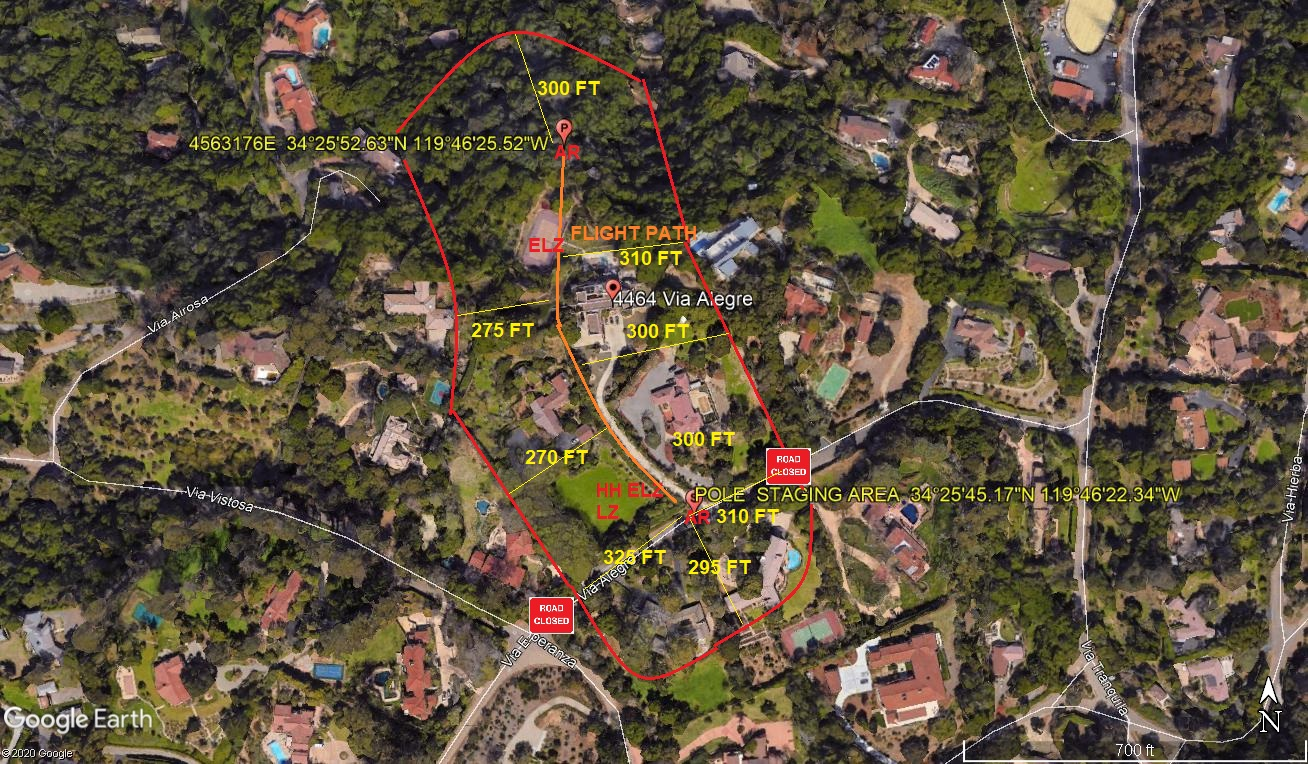 300 FT
P
4563176E 34°25'52.63"N 119°46'25.52"W
AR
FLIGHT PATH
ELZ
310 FT
4464 Via Alegre
Via Airosa
275 FT
300 FT
300 FT
270 FT
ROAD
CLOSED
HH ELZ
LZ
POLE STAGING AREA 34°25'45.17"N 119°46'22.34"W
AR
310 FT
Via Vistosa
Via Hierba
325 FT
295 FT
Via Alegre
ROAD
CLOSED
Via Esperanza
Via Tranquila
Google Earth
N
© 2020 Google
700 ft